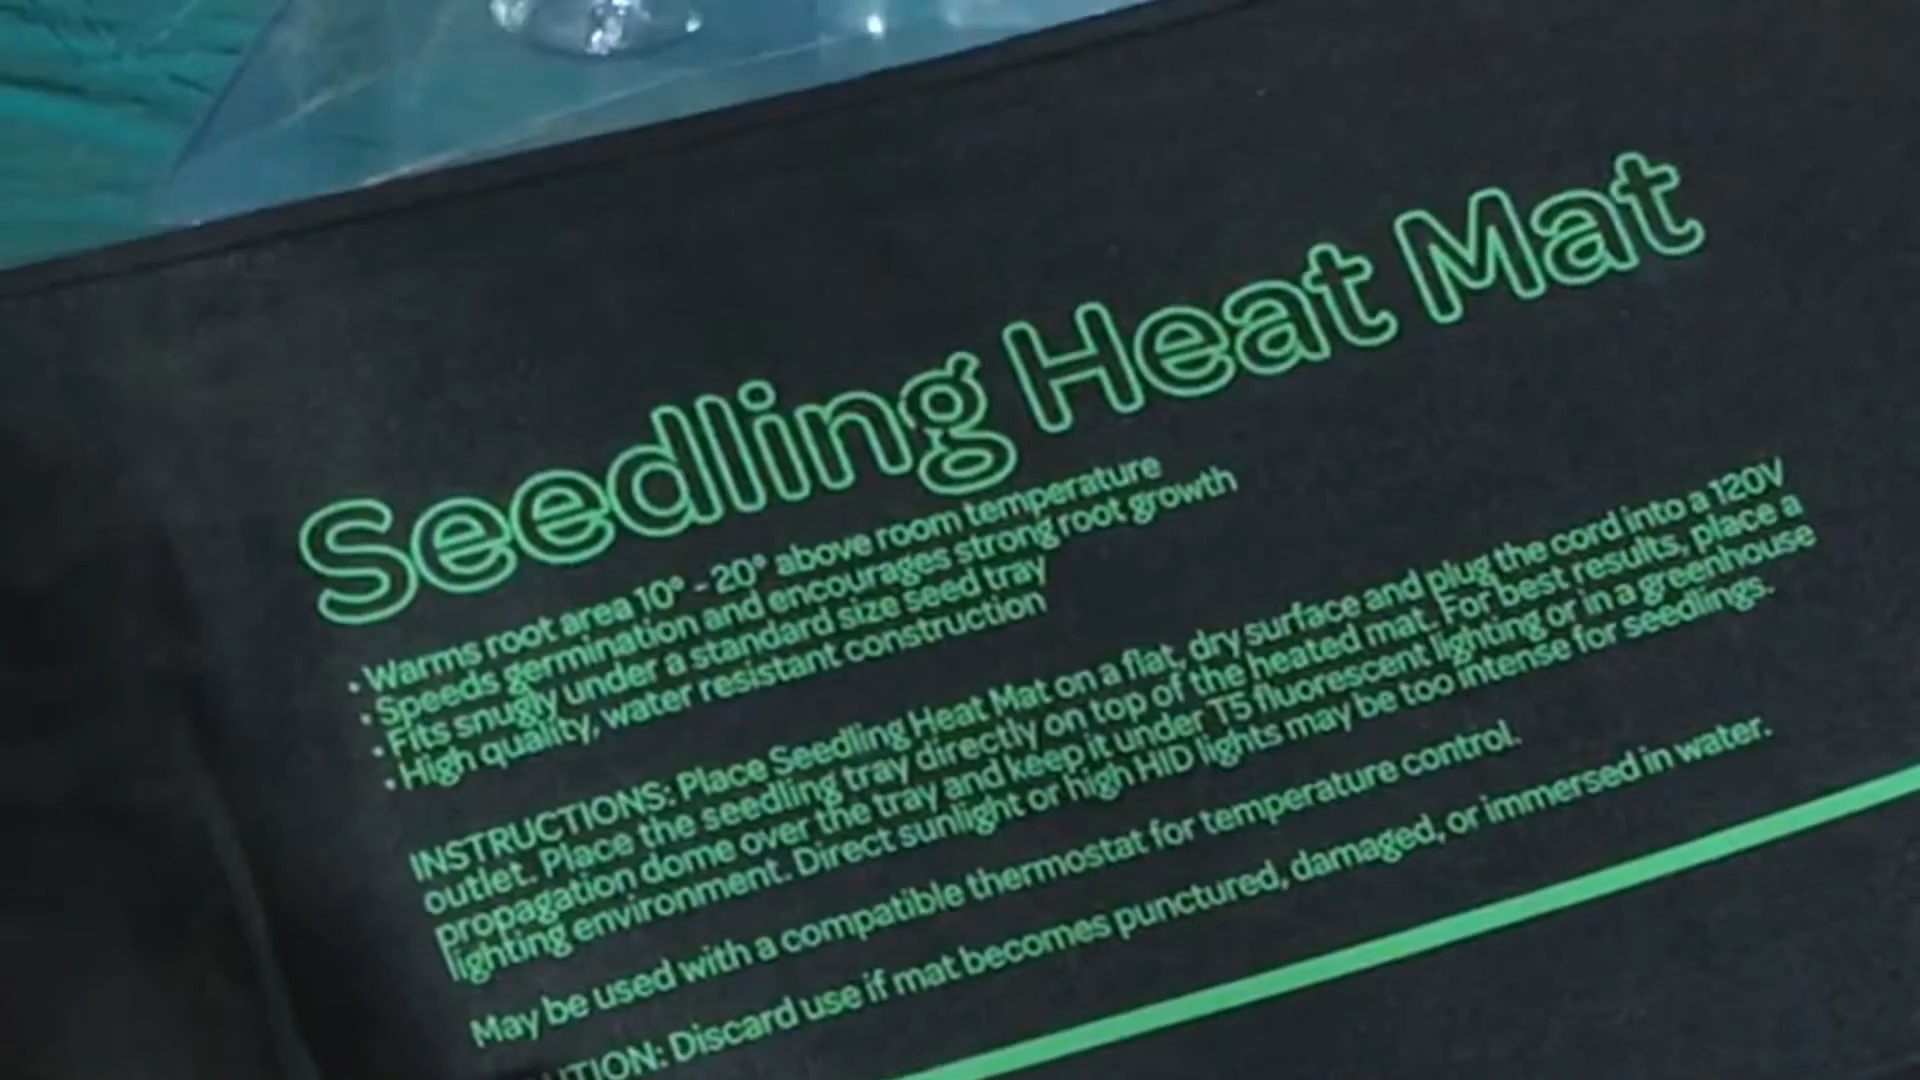 Seedling Heat Mat
• Warms root area 10° - 20° above room temperature
• Speeds germination and encourages strong root growth
• Fits snugly under a standard size seed tray
• High quality, water resistant construction
INSTRUCTIONS: Place Seedling Heat Mat on a flat, dry surface and plug the cord into a 120V
outlet. Place the seedling tray directly on top of the heated mat. For best results, place a
propagation dome over the tray and keep it under T5 fluorescent lighting or in a greenhouse
lighting environment. Direct sunlight or high HID lights may be too intense for seedlings.
May be used with a compatible thermostat for temperature control.
UTION: Discard use if mat becomes punctured, damaged, or immersed in water.